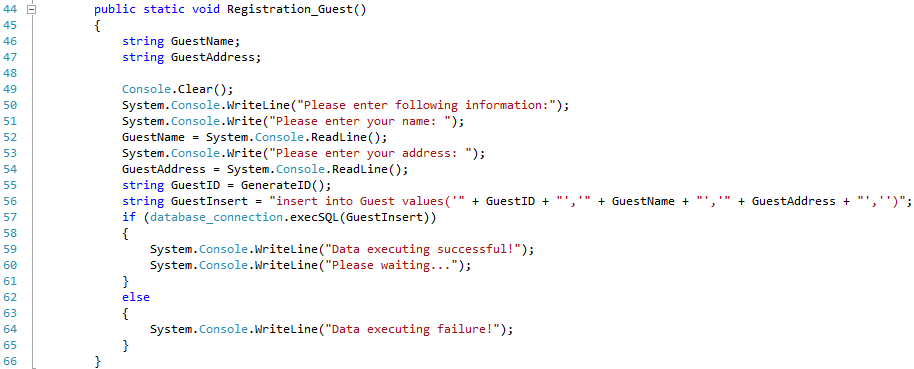 44 public static void Registration_Guest()
45 {
46 string GuestName;
47 string GuestAddress;
48
49 Console.Clear();
50 System.Console.WriteLine("Please enter following information:");
51 System.Console.Write("Please enter your name: ");
52 GuestName = System.Console.ReadLine();
53 System.Console.Write("Please enter your address: ");
54 GuestAddress = System.Console.ReadLine();
55 string GuestID = GenerateID();
56 string GuestInsert = "insert into Guest values('" + GuestID + "','" + GuestName + "','" + GuestAddress + "','')";
57 if (database_connection.execSQL(GuestInsert))
58 {
59 System.Console.WriteLine("Data executing successful!");
60 System.Console.WriteLine("Please waiting...");
61 }
62 else
63 {
64 System.Console.WriteLine("Data executing failure!");
65 }
66 }